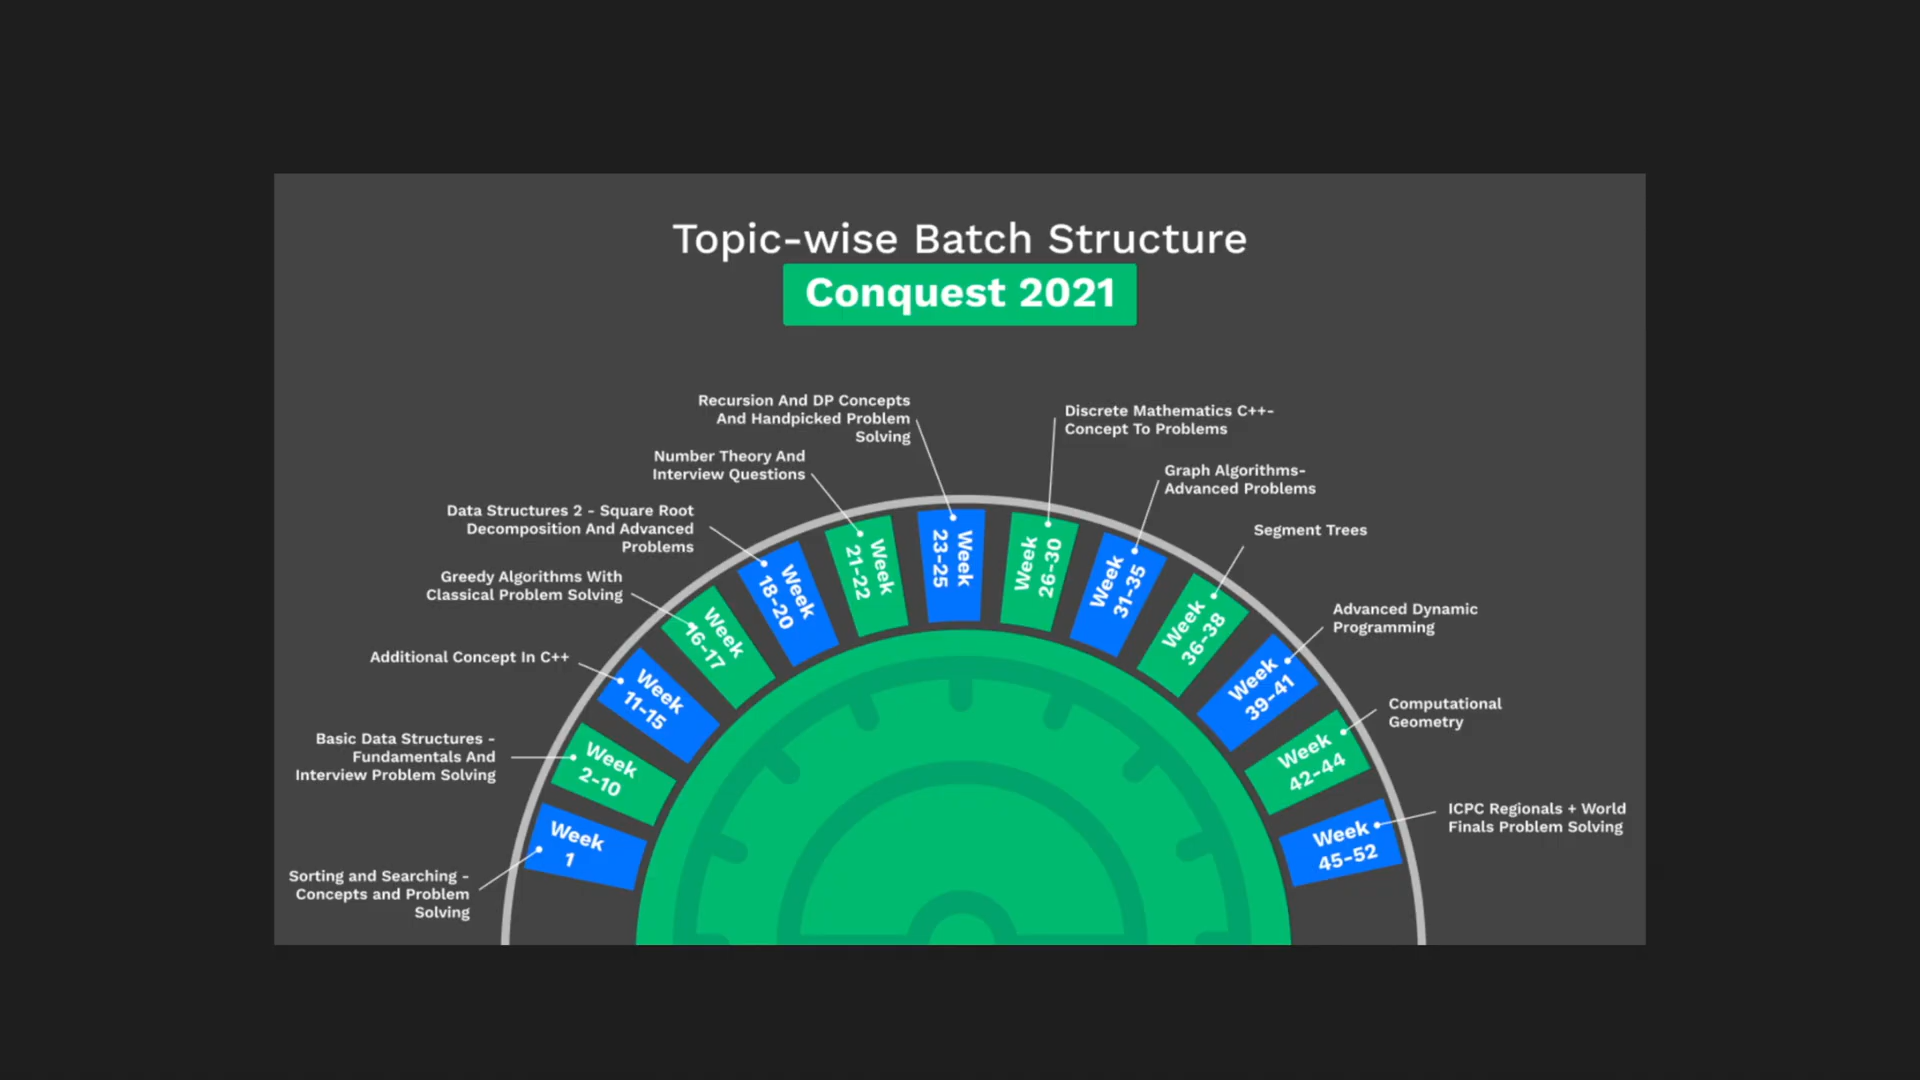 Topic-wise Batch Structure
Conquest 2021
Recursion And DP Concepts
And Handpicked Problem
Solving
Discrete Mathematics C++-
Concept To Problems
Number Theory And
Interview Questions
Graph Algorithms-
Advanced Problems
Data Structures 2 - Square Root
Decomposition And Advanced
Problems
Segment Trees
Greedy Algorithms With
Classical Problem Solving
Advanced Dynamic
Programming
Additional Concept In C++
Computational
Geometry
Basic Data Structures -
Fundamentals And
Interview Problem Solving
ICPC Regionals + World
Finals Problem Solving
Sorting and Searching -
Concepts and Problem
Solving
Week
1
Week
2-10
Week
11-15
Week
16-17
Week
18-20
Week
21-22
Week
23-25
Week
26-30
Week
31-35
Week
36-38
Week
39-41
Week
42-44
Week
45-52